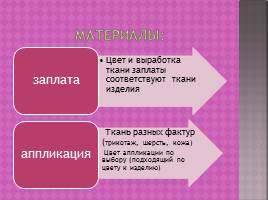 МАТЕРИАЛЫ:
заплата
• Цвет и выработка
ткани заплаты
соответствуют ткани
изделия
аппликация
Ткань разных фактур
(трикотаж, шерсть, кожа)
Цвет аппликации по
выбору (подходящий по
цвету к изделию)